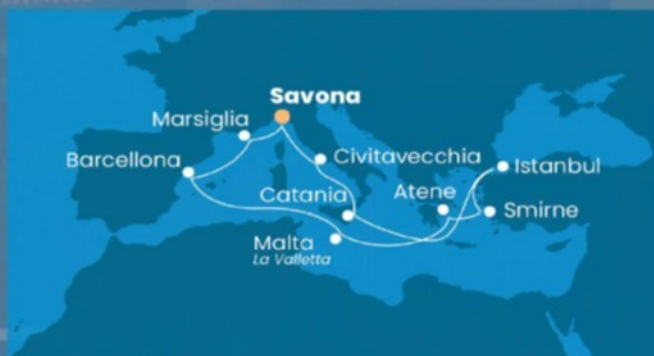 Savona
Marsiglia
Barcellona
Civitavecchia
Istanbul
Catania
Atene
Smirne
Malta
La Valletta